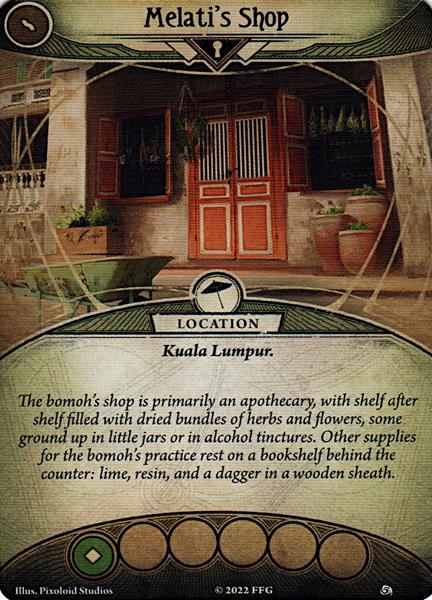 Melati's Shop
LOCATION
Kuala Lumpur.
The bomoh's shop is primarily an apothecary, with shelf after
shelf filled with dried bundles of herbs and flowers, some
ground up in little jars or in alcohol tinctures. Other supplies
for the bomoh's practice rest on a bookshelf behind the
counter: lime, resin, and a dagger in a wooden sheath.
Illus. Pixoloid Studios
© 2022 FFG